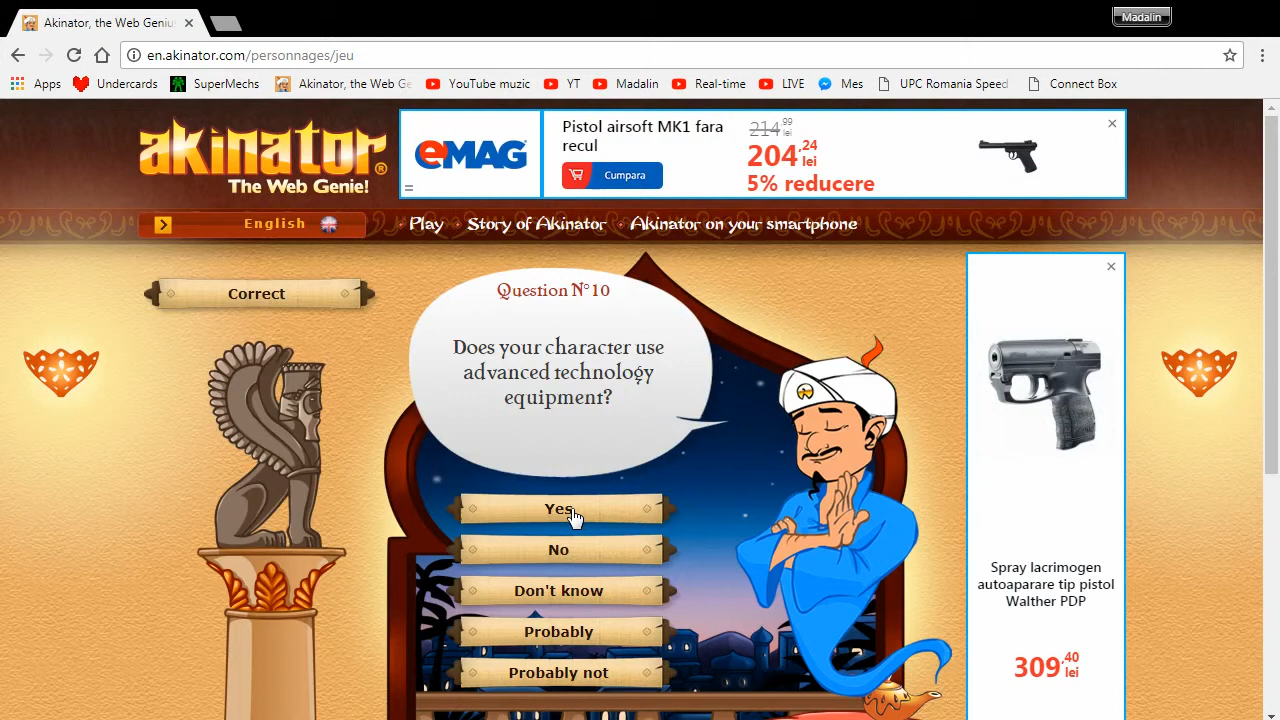 Akinator, the Web Geniu
Madalin
en.akinator.com/personnages/jeu
Apps Undercards SuperMechs Akinator, the Web Ge YouTube muzic YT Madalin Real-time LIVE Mes UPC Romania Speed Connect Box
akinator®
The Web Genie!
eMAG
Pistol airsoft MK1 fara
recul
Cumpara
214,99 lei
204,24 lei
5% reducere
English
Play Story of Akinator Akinator on your smartphone
Correct
Question N°10
Does your character use
advanced technology
equipment?
Yes
No
Don't know
Probably
Probably not
Spray lacrimogen
autoaparare tip pistol
Walther PDP
309,40 lei